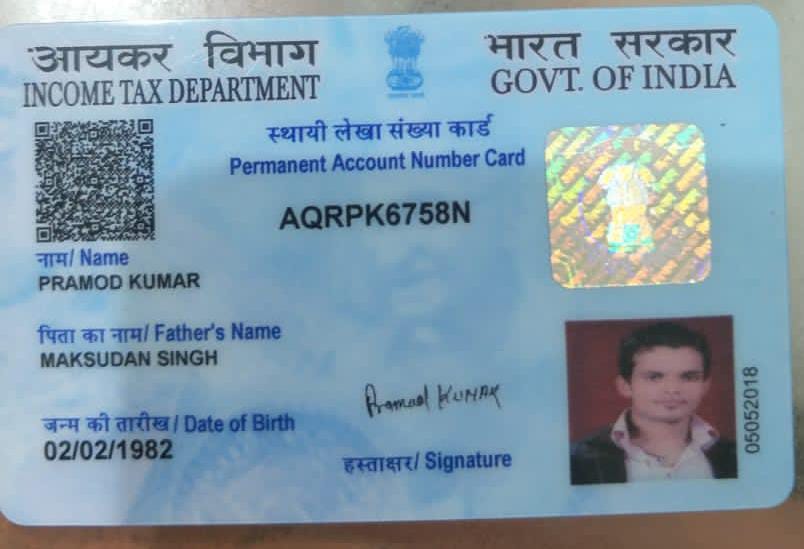 आयकर विभाग
INCOME TAX DEPARTMENT
भारत सरकार
GOVT. OF INDIA
स्थायी लेखा संख्या कार्ड
Permanent Account Number Card
AQRPK6758N
नाम/ Name
PRAMOD KUMAR
पिता का नाम/ Father's Name
MAKSUDAN SINGH
जन्म की तारीख / Date of Birth
02/02/1982
Pramod KUMAR
हस्ताक्षर/ Signature
05052018